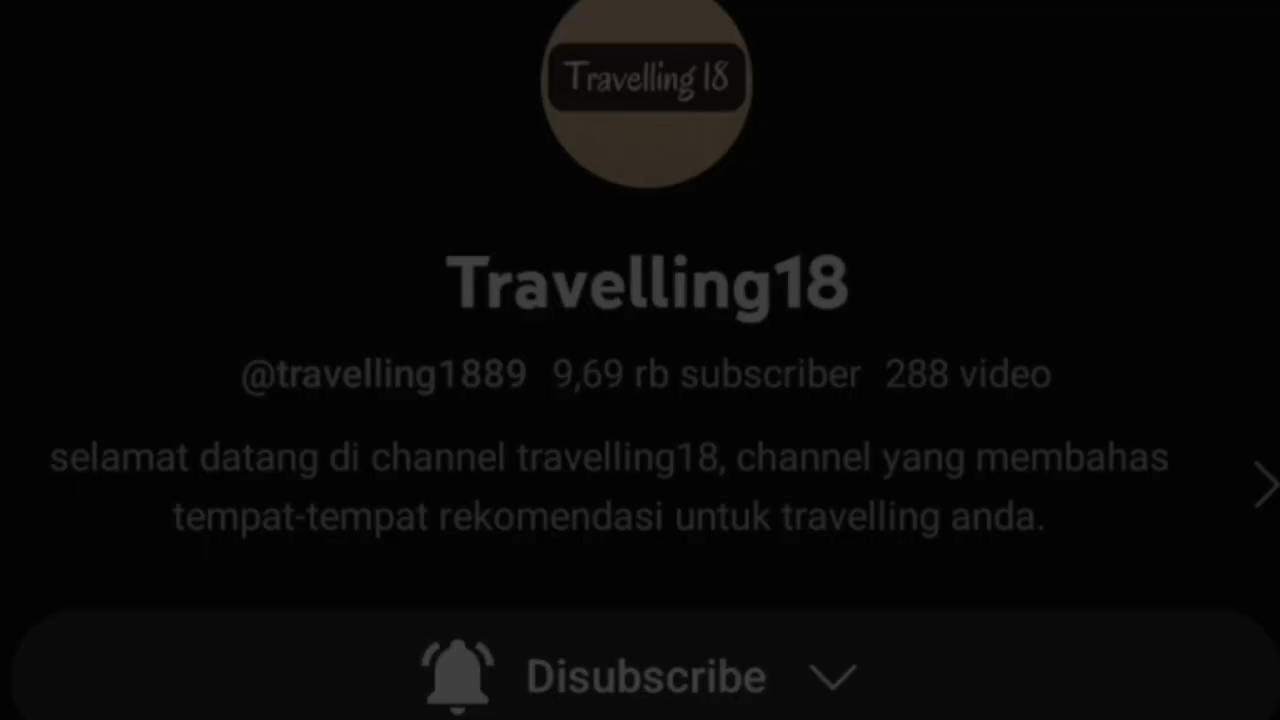 Travelling 18
Travelling18
@travelling1889 9,69 rb subscriber 288 video
selamat datang di channel travelling18, channel yang membahas
tempat-tempat rekomendasi untuk travelling anda.
Disubscribe